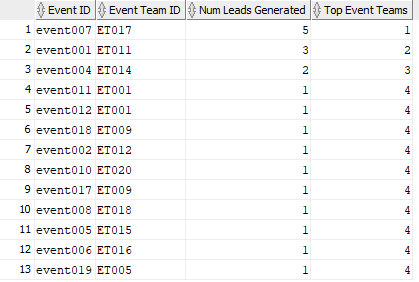 Event ID Event Team ID Num Leads Generated Top Event Teams
1 event007 ET017 5 1
2 event001 ET011 3 2
3 event004 ET014 2 3
4 event011 ET001 1 4
5 event012 ET001 1 4
6 event018 ET009 1 4
7 event002 ET012 1 4
8 event010 ET020 1 4
9 event017 ET009 1 4
10 event008 ET018 1 4
11 event005 ET015 1 4
12 event006 ET016 1 4
13 event019 ET005 1 4